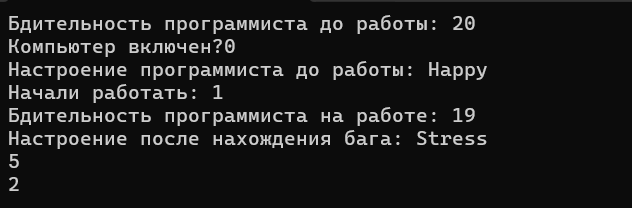 Бдительность программиста до работы: 20
Компьютер включен?0
Настроение программиста до работы: Happy
Начали работать: 1
Бдительность программиста на работе: 19
Настроение после нахождения бага: Stress
5
2